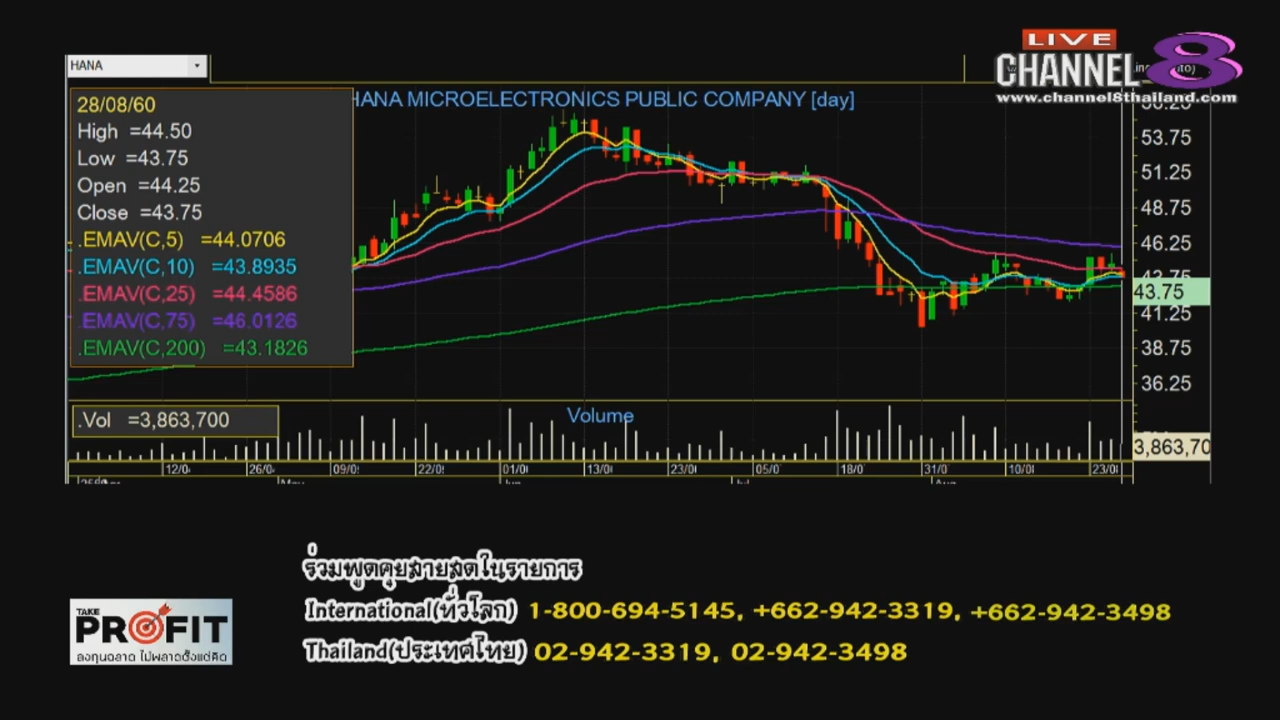 HANA
LIVE
CHANNEL 8
www.channel8thailand.com
HANA MICROELECTRONICS PUBLIC COMPANY [day]
28/08/60
High =44.50
Low =43.75
Open =44.25
Close =43.75
.EMAV(C,5) =44.0706
.EMAV(C,10) =43.8935
.EMAV(C,25) =44.4586
.EMAV(C,75) =46.0126
.EMAV(C,200) =43.1826
56.25
53.75
51.25
48.75
46.25
43.75
43.75
41.25
38.75
36.25
.Vol =3,863,700
Volume
3,863,70
12/0 26/0 09/0 22/0 01/0 13/0 23/0 05/0 18/0 31/0 10/0 23/0
ร่วมพูดคุยสายสดในรายการ
International(ทั่วโลก) 1-800-694-5145, +662-942-3319, +662-942-3498
Thailand(ประเทศไทย) 02-942-3319, 02-942-3498
TAKE
PROFIT
ลงทุนฉลาด ไม่พลาดตั้งแต่คิด